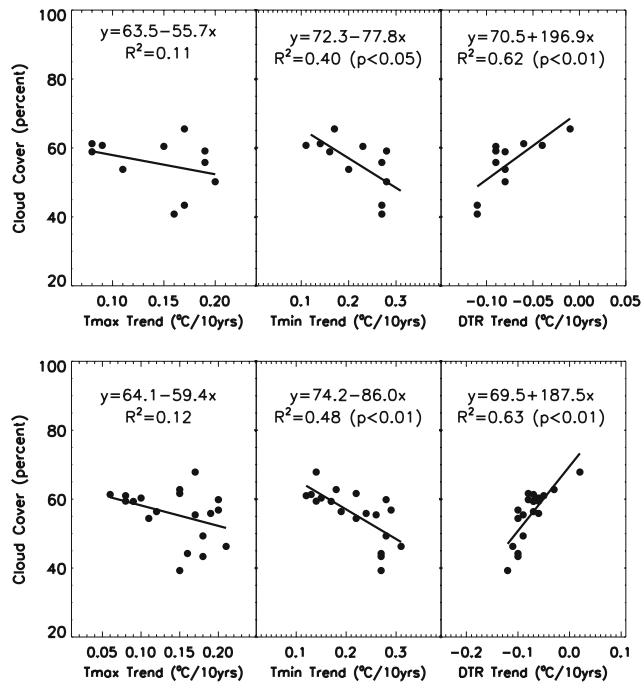 y=63.5−55.7x
R²=0.11
y=72.3−77.8x
R²=0.40 (p<0.05)
y=70.5+196.9x
R²=0.62 (p<0.01)
Cloud Cover (percent)
100
80
60
40
20
0.10 0.15 0.20
Tmax Trend (ºC/10yrs)
0.1 0.2 0.3
Tmin Trend (ºC/10yrs)
−0.10 −0.05 0.00 0.05
DTR Trend (ºC/10yrs)
y=64.1−59.4x
R²=0.12
y=74.2−86.0x
R²=0.48 (p<0.01)
y=69.5+187.5x
R²=0.63 (p<0.01)
Cloud Cover (percent)
100
80
60
40
20
0.05 0.10 0.15 0.20
Tmax Trend (ºC/10yrs)
0.1 0.2 0.3
Tmin Trend (ºC/10yrs)
−0.2 −0.1 0.0 0.1
DTR Trend (ºC/10yrs)